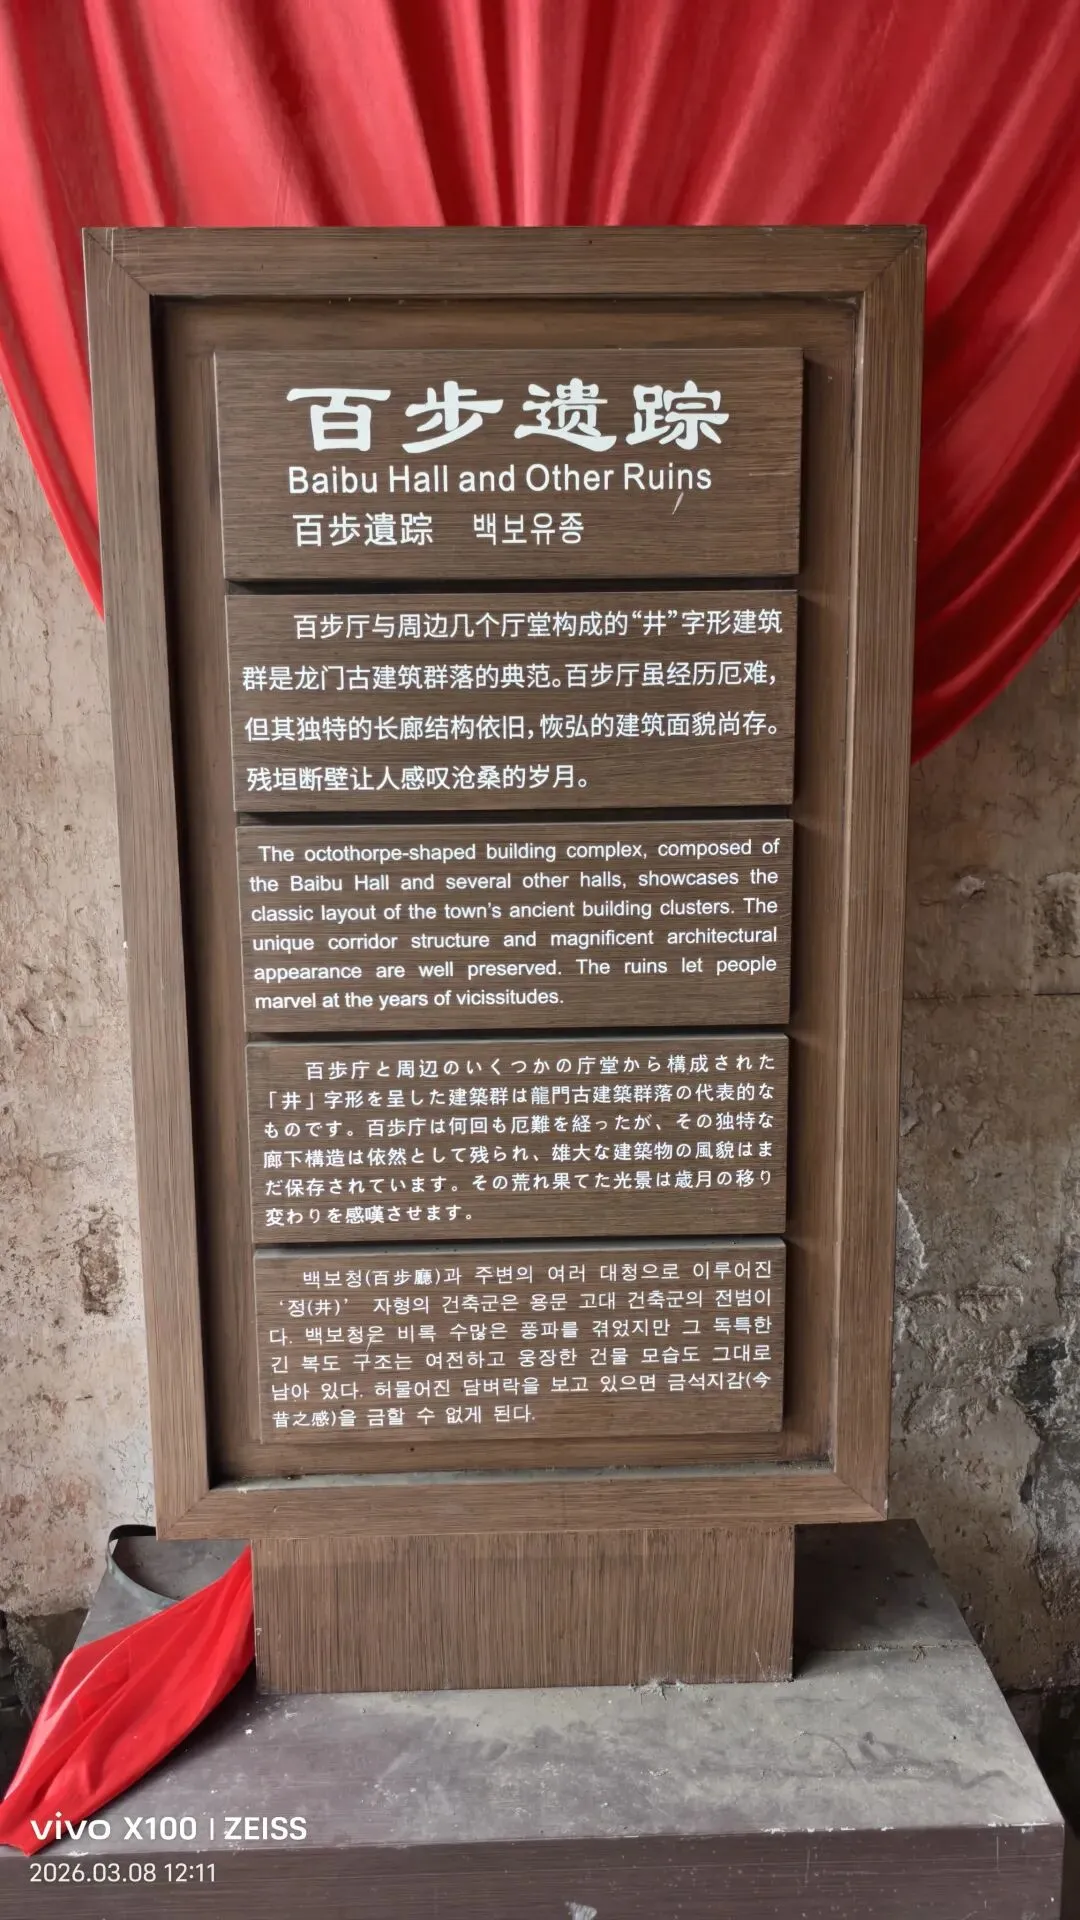 百步遗踪
Baibu Hall and Other Ruins
百歩遺踪 백보유종
百步厅与周边几个厅堂构成的“井”字形建筑
群是龙门古建筑群落的典范。百步厅虽经历厄难，
但其独特的长廊结构依旧，恢弘的建筑面貌尚存。
残垣断壁让人感叹沧桑的岁月。
The octothorpe-shaped building complex, composed of
the Baibu Hall and several other halls, showcases the
classic layout of the town's ancient building clusters. The
unique corridor structure and magnificent architectural
appearance are well preserved. The ruins let people
marvel at the years of vicissitudes.
百歩庁と周辺のいくつかの庁堂から構成された
「井」字形を呈した建築群は龍門古建築群落の代表的な
ものです。百歩庁は何回も厄難を経ったが、その独特な
廊下構造は依然として残られ、雄大な建築物の風貌はま
だ保存されています。その荒れ果てた光景は歳月の移り
変わりを感嘆させます。
백보청(百步廳)과 주변의 여러 대청으로 이루어진
‘정(井)’ 자형의 건축군은 용문 고대 건축군의 전범이
다. 백보청은 비록 수많은 풍파를 겪었지만 그 독특한
긴 복도 구조는 여전하고 웅장한 건물 모습도 그대로
남아 있다. 허물어진 담벼락을 보고 있으면 금석지감(今
昔之感)을 금할 수 없게 된다.
vivo X100 | ZEISS
2026.03.08 12:11